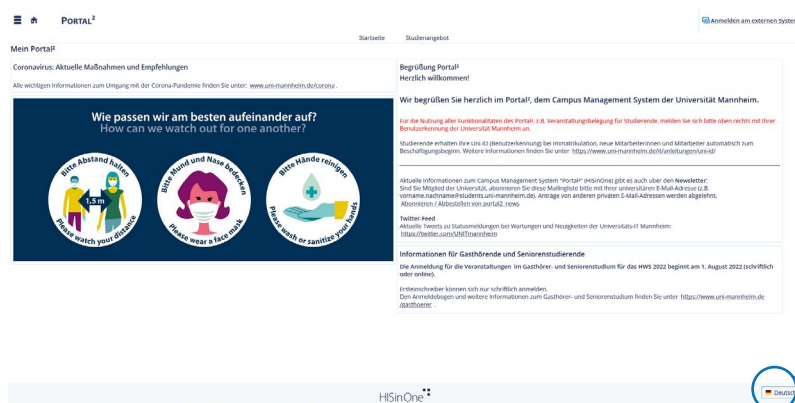 PORTAL²
Anmelden am externen System
Startseite Studienangebot
Mein Portal²
Coronavirus: Aktuelle Maßnahmen und Empfehlungen
Alle wichtigen Informationen zum Umgang mit der Corona-Pandemie finden Sie unter: www.uni-mannheim.de/corona .
Wie passen wir am besten aufeinander auf?
How can we watch out for one another?
Bitte Abstand halten
1,5 m
Please watch your distance
Bitte Mund und Nase bedecken
Please wear a face mask
Bitte Hände reinigen
Please wash or sanitize your hands
Begrüßung Portal²
Herzlich willkommen!
Wir begrüßen Sie herzlich im Portal², dem Campus Management System der Universität Mannheim.
Für die Nutzung aller Funktionalitäten des Portal², z.B. Veranstaltungsbelegung für Studierende, melden Sie sich bitte oben rechts mit Ihrer
Benutzerkennung der Universität Mannheim an.
Studierende erhalten ihre Uni-ID (Benutzerkennung) bei Immatrikulation, neue Mitarbeiterinnen und Mitarbeiter automatisch zum
Beschäftigungsbeginn. Weitere Informationen finden Sie unter https://www.uni-mannheim.de/it/anleitungen/uni-id/
Aktuelle Informationen zum Campus Management System "Portal²" (HISinOne) gibt es auch über den Newsletter:
Sind Sie Mitglied der Universität, abonnieren Sie diese Mailingliste bitte mit Ihrer universitären E-Mail-Adresse (z.B.
vorname.nachname@students.uni-mannheim.de). Anträge von anderen privaten E-Mail-Adressen werden abgelehnt.
Abonnieren / Abbestellen von portal2_news
Twitter-Feed
Aktuelle Tweets zu Statusmeldungen bei Wartungen und Neuigkeiten der Universitäts-IT Mannheim:
https://twitter.com/UNITmannheim
Informationen für Gasthörende und Seniorenstudierende
Die Anmeldung für die Veranstaltungen im Gasthörer- und Seniorenstudium für das HWS 2022 beginnt am 1. August 2022 (schriftlich
oder online).
Ersteinschreiber können sich nur schriftlich anmelden.
Den Anmeldebogen und weitere Informationen zum Gasthörer- und Seniorenstudium finden Sie unter https://www.uni-mannheim.de
/gasthoerer .
HISinOne
Deutsch